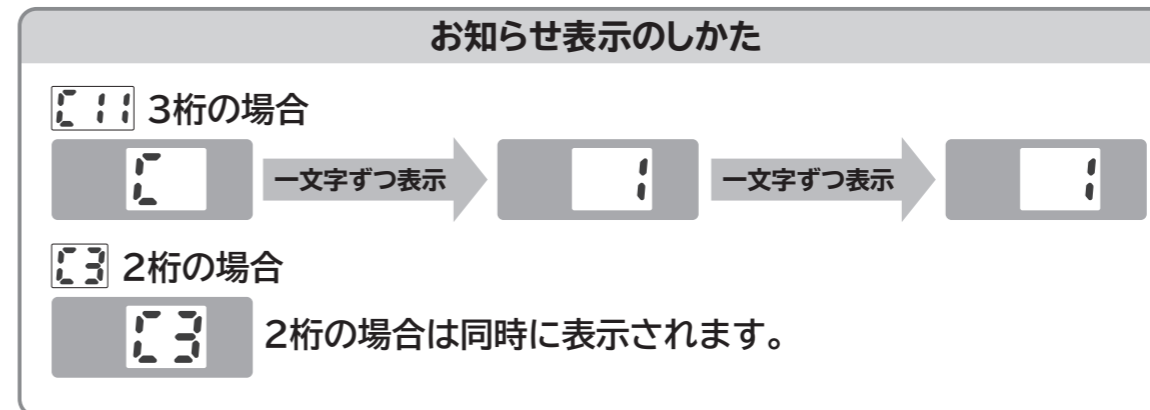 お知らせ表示のしかた
C11 3桁の場合
C 一文字ずつ表示 1 一文字ずつ表示 1
C3 2桁の場合
C3 2桁の場合は同時に表示されます。